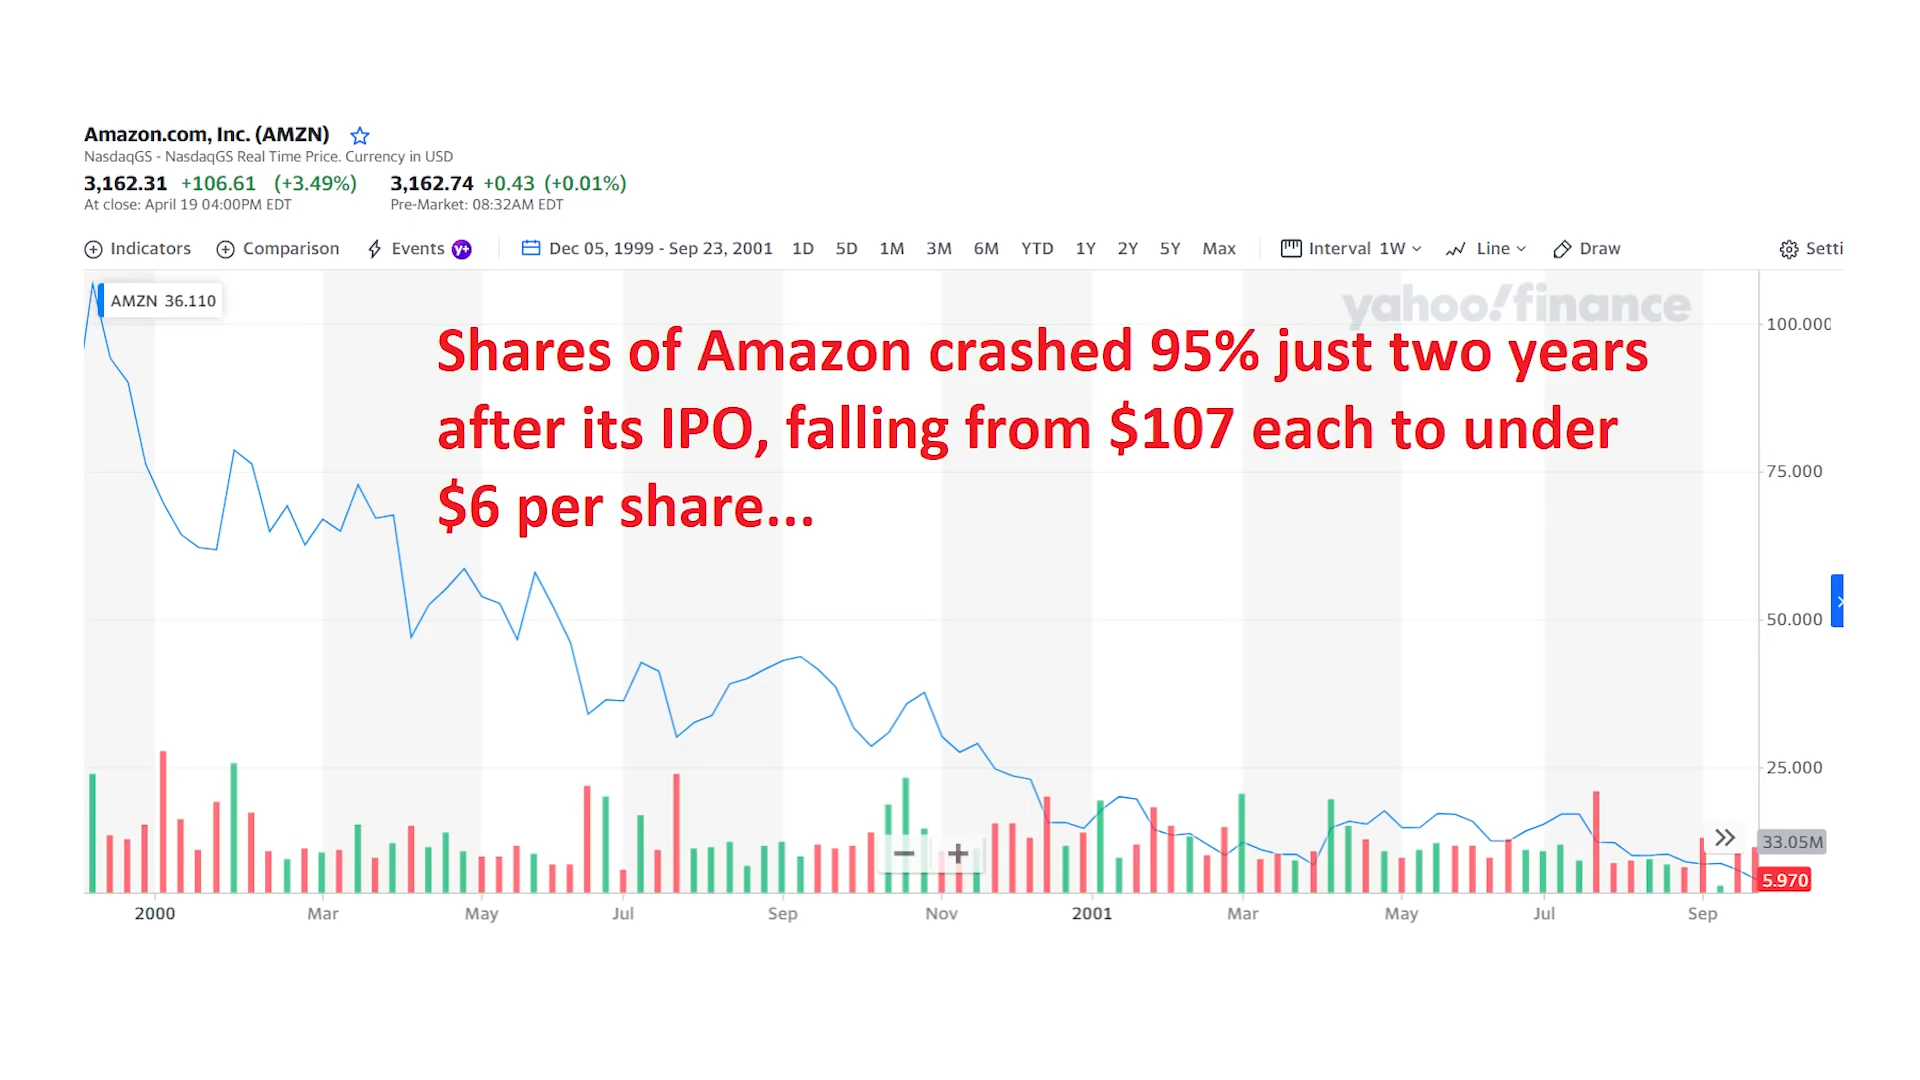 Amazon.com, Inc. (AMZN)
NasdaqGS - NasdaqGS Real Time Price. Currency in USD
3,162.31 +106.61 (+3.49%) 3,162.74 +0.43 (+0.01%)
At close: April 19 04:00PM EDT Pre-Market: 08:32AM EDT
Indicators Comparison Events y+ Dec 05, 1999 - Sep 23, 2001 1D 5D 1M 3M 6M YTD 1Y 2Y 5Y Max Interval 1W Line Draw Setti
AMZN 36.110
yahoo!finance
100.000
Shares of Amazon crashed 95% just two years
after its IPO, falling from $107 each to under
75.000
$6 per share...
50.000
25.000
33.05M
5.970
2000 Mar May Jul Sep Nov 2001 Mar May Jul Sep